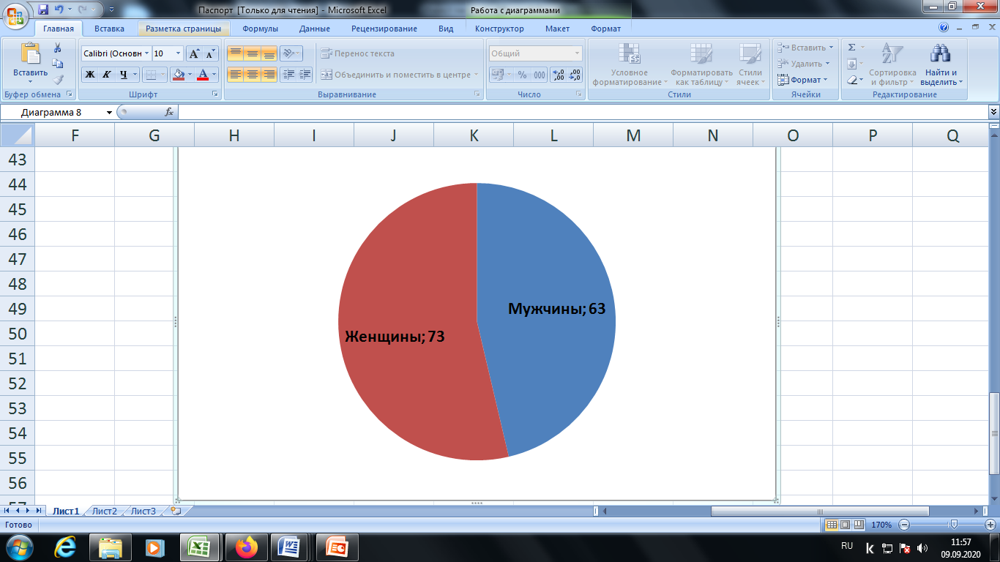 Паспорт [Только для чтения] - Microsoft Excel
Работа с диаграммами
Главная Вставка Разметка страницы Формулы Данные Рецензирование Вид Конструктор Макет Формат
Calibri (Основн 10
Перенос текста
Общий
Вставить
Ж К Ч
Объединить и поместить в центре
% 000
Условное форматирование
Форматировать как таблицу
Стили ячеек
Вставить
Удалить
Формат
Σ
Сортировка и фильтр
Найти и выделить
Буфер обмена Шрифт Выравнивание Число Стили Ячейки Редактирование
Диаграмма 8 fx
F G H I J K L M N O P Q
43
44
45
46
47
48
49
Мужчины; 63
50
Женщины; 73
51
52
53
54
55
56
57
Лист1 Лист2 Лист3
Готово 170%
RU 11:57
09.09.2020